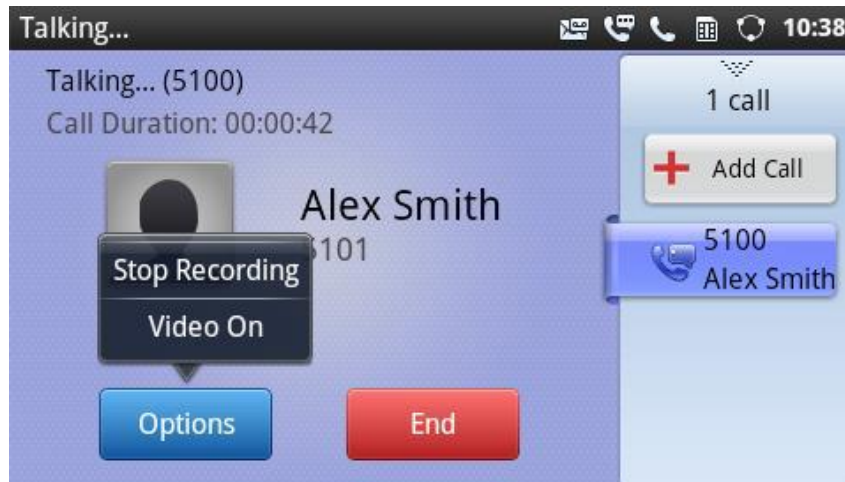 Talking...
10:38
Talking... (5100)
Call Duration: 00:00:42
Alex Smith
5101
Stop Recording
Video On
Options
End
1 call
Add Call
5100
Alex Smith